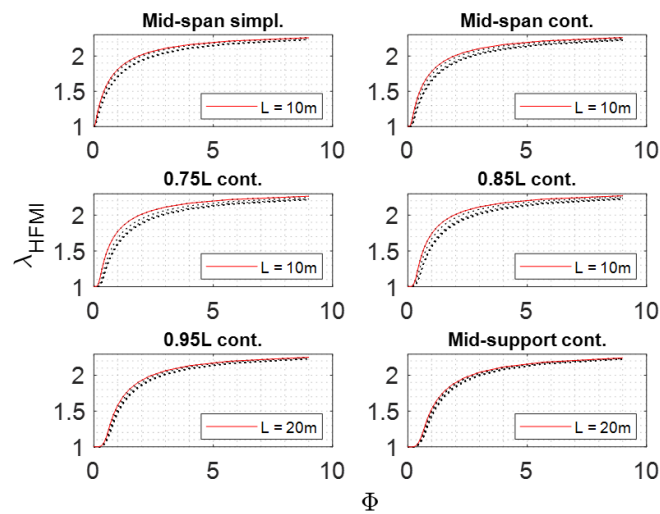 Mid-span simpl.
2
1.5
1
0
5
10
L = 10m
Mid-span cont.
2
1.5
1
0
5
10
L = 10m
0.75L cont.
2
1.5
1
0
5
10
L = 10m
0.85L cont.
2
1.5
1
0
5
10
L = 10m
0.95L cont.
2
1.5
1
0
5
10
L = 20m
Mid-support cont.
2
1.5
1
0
5
10
L = 20m
λHFMI
Φ